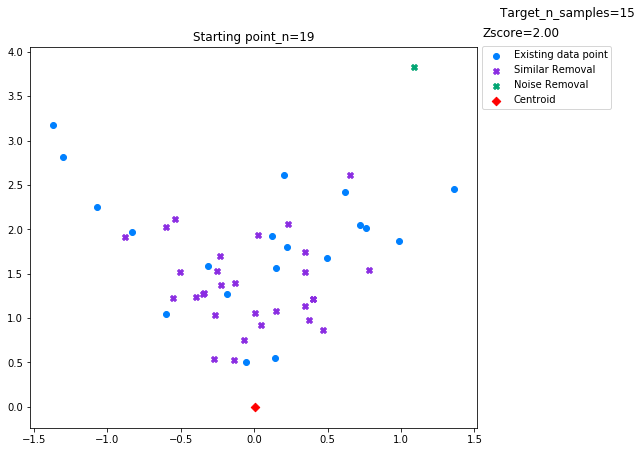 Target_n_samples=15
Zscore=2.00
Starting point_n=19
Existing data point
Similar Removal
Noise Removal
Centroid
4.0
3.5
3.0
2.5
2.0
1.5
1.0
0.5
0.0
−1.5 −1.0 −0.5 0.0 0.5 1.0 1.5